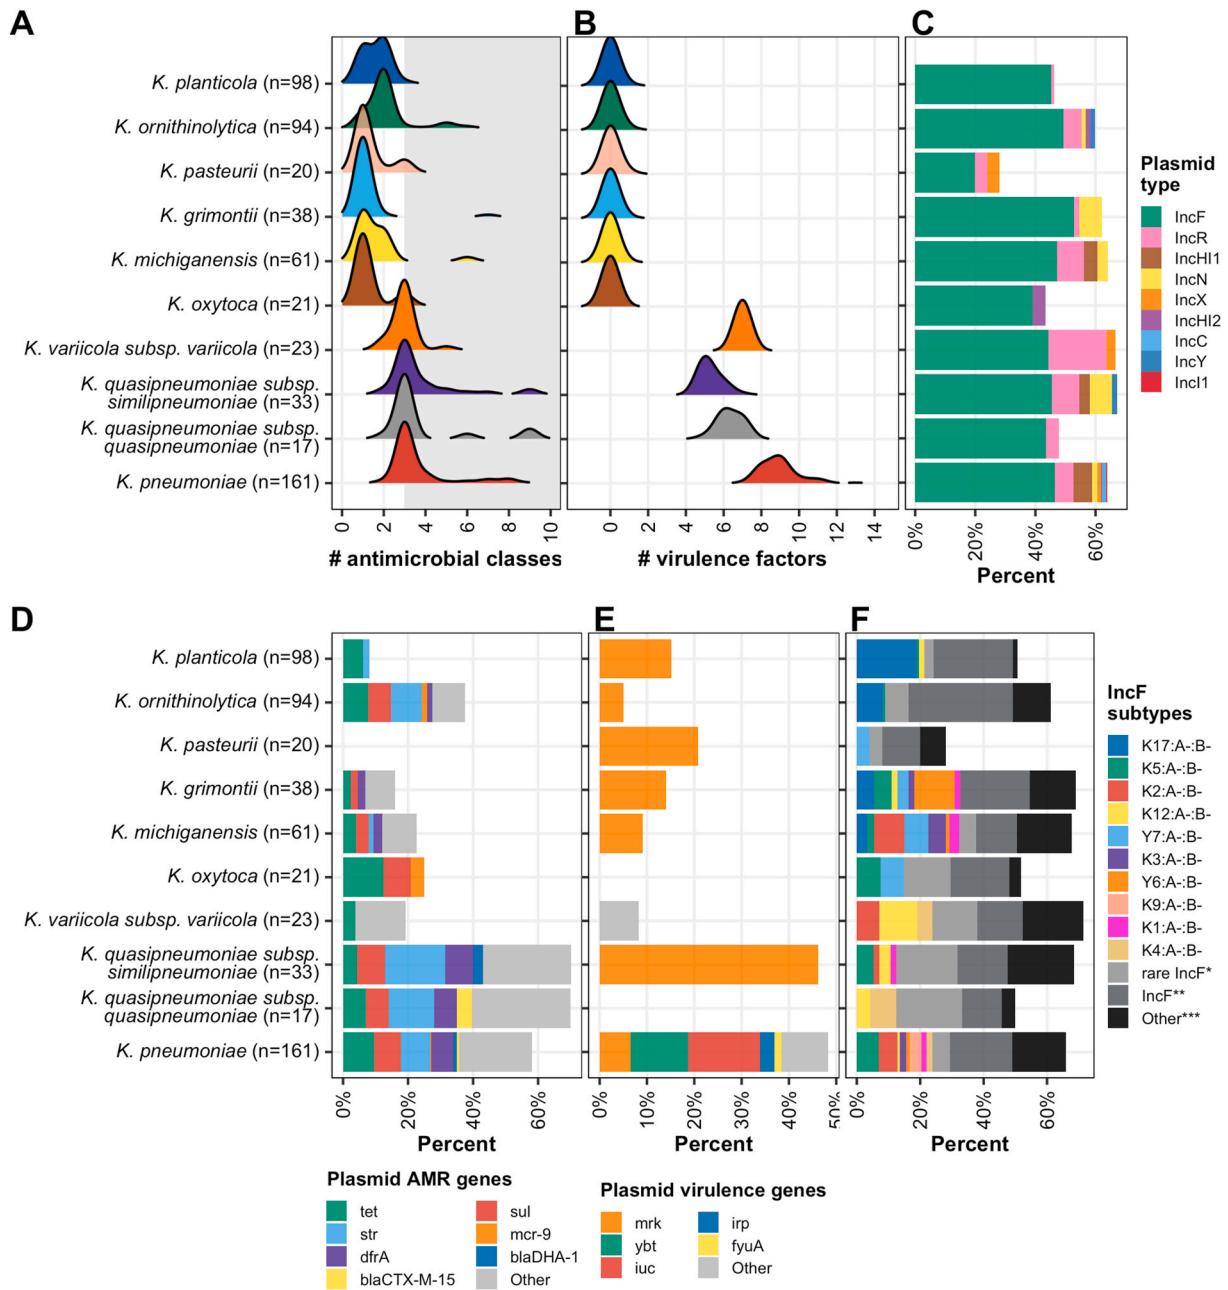 A
B
C
K. planticola (n=98)
K. ornithinolytica (n=94)
K. pasteurii (n=20)
K. grimontii (n=38)
K. michiganensis (n=61)
K. oxytoca (n=21)
K. variicola subsp. variicola (n=23)
K. quasipneumoniae subsp.
similipneumoniae (n=33)
K. quasipneumoniae subsp.
quasipneumoniae (n=17)
K. pneumoniae (n=161)
0 2 4 6 8 10
# antimicrobial classes
0 2 4 6 8 10 12 14
# virulence factors
0% 20% 40% 60%
Percent
Plasmid
type
IncF
IncR
IncHI1
IncN
IncX
IncHI2
IncC
IncY
IncI1
D
E
F
K. planticola (n=98)
K. ornithinolytica (n=94)
K. pasteurii (n=20)
K. grimontii (n=38)
K. michiganensis (n=61)
K. oxytoca (n=21)
K. variicola subsp. variicola (n=23)
K. quasipneumoniae subsp.
similipneumoniae (n=33)
K. quasipneumoniae subsp.
quasipneumoniae (n=17)
K. pneumoniae (n=161)
0% 20% 40% 60%
Percent
0% 10% 20% 30% 40% 50%
Percent
0% 20% 40% 60%
Percent
IncF
subtypes
K17:A-:B-
K5:A-:B-
K2:A-:B-
K12:A-:B-
Y7:A-:B-
K3:A-:B-
Y6:A-:B-
K9:A-:B-
K1:A-:B-
K4:A-:B-
rare IncF*
IncF**
Other***
Plasmid AMR genes
tet
str
dfrA
blaCTX-M-15
sul
mcr-9
blaDHA-1
Other
Plasmid virulence genes
mrk
ybt
iuc
irp
fyuA
Other